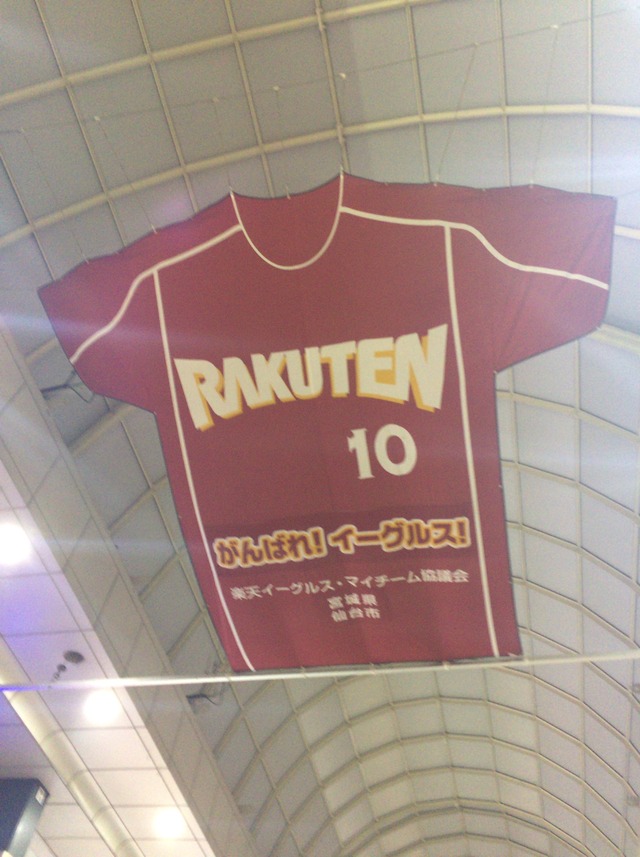 RAKUTEN
10
がんばれ! イーグルス!
楽天イーグルス・マイチーム協議会
宮城県
仙台市